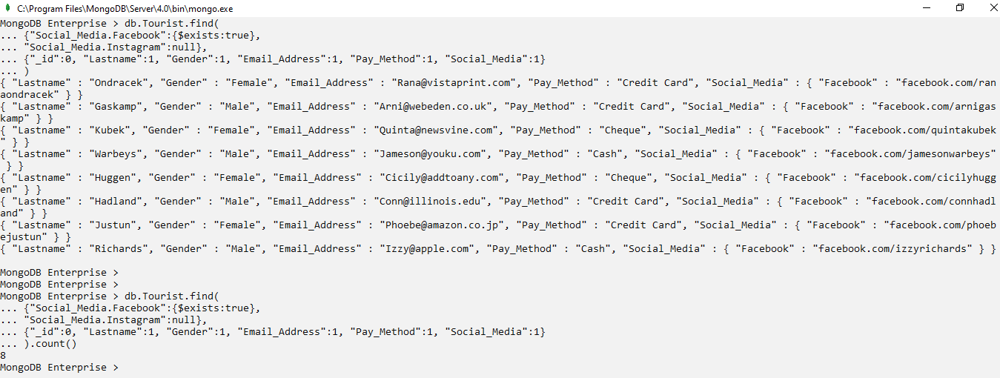 C:\Program Files\MongoDB\Server\4.0\bin\mongo.exe
MongoDB Enterprise > db.Tourist.find(
... {"Social_Media.Facebook":{$exists:true},
... "Social_Media.Instagram":null},
... {"_id":0, "Lastname":1, "Gender":1, "Email_Address":1, "Pay_Method":1, "Social_Media":1}
... )
{ "Lastname" : "Ondracek", "Gender" : "Female", "Email_Address" : "Rana@vistaprint.com", "Pay_Method" : "Credit Card", "Social_Media" : { "Facebook" : "facebook.com/ran
aondracek" } }
{ "Lastname" : "Gaskamp", "Gender" : "Male", "Email_Address" : "Arni@webeden.co.uk", "Pay_Method" : "Credit Card", "Social_Media" : { "Facebook" : "facebook.com/arnigas
kamp" } }
{ "Lastname" : "Kubek", "Gender" : "Female", "Email_Address" : "Quinta@newsvine.com", "Pay_Method" : "Cheque", "Social_Media" : { "Facebook" : "facebook.com/quintakubek
" } }
{ "Lastname" : "Warbeys", "Gender" : "Male", "Email_Address" : "Jameson@youku.com", "Pay_Method" : "Cash", "Social_Media" : { "Facebook" : "facebook.com/jamesonwarbeys"
 } }
{ "Lastname" : "Huggen", "Gender" : "Female", "Email_Address" : "Cicily@addtoany.com", "Pay_Method" : "Cheque", "Social_Media" : { "Facebook" : "facebook.com/cicilyhugg
en" } }
{ "Lastname" : "Hadland", "Gender" : "Male", "Email_Address" : "Conn@illinois.edu", "Pay_Method" : "Credit Card", "Social_Media" : { "Facebook" : "facebook.com/connhadl
and" } }
{ "Lastname" : "Justun", "Gender" : "Female", "Email_Address" : "Phoebe@amazon.co.jp", "Pay_Method" : "Credit Card", "Social_Media" : { "Facebook" : "facebook.com/phoeb
ejustun" } }
{ "Lastname" : "Richards", "Gender" : "Male", "Email_Address" : "Izzy@apple.com", "Pay_Method" : "Cash", "Social_Media" : { "Facebook" : "facebook.com/izzyrichards" } }
MongoDB Enterprise >
MongoDB Enterprise >
MongoDB Enterprise > db.Tourist.find(
... {"Social_Media.Facebook":{$exists:true},
... "Social_Media.Instagram":null},
... {"_id":0, "Lastname":1, "Gender":1, "Email_Address":1, "Pay_Method":1, "Social_Media":1}
... ).count()
8
MongoDB Enterprise >